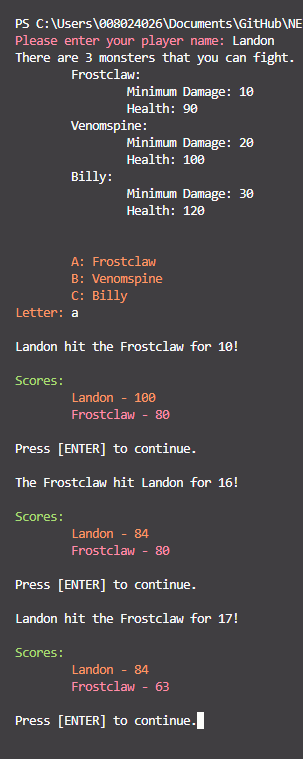 PS C:\Users\008024026\Documents\GitHub\NE
Please enter your player name: Landon
There are 3 monsters that you can fight.
Frostclaw:
Minimum Damage: 10
Health: 90
Venomspine:
Minimum Damage: 20
Health: 100
Billy:
Minimum Damage: 30
Health: 120
A: Frostclaw
B: Venomspine
C: Billy
Letter: a
Landon hit the Frostclaw for 10!
Scores:
Landon - 100
Frostclaw - 80
Press [ENTER] to continue.
The Frostclaw hit Landon for 16!
Scores:
Landon - 84
Frostclaw - 80
Press [ENTER] to continue.
Landon hit the Frostclaw for 17!
Scores:
Landon - 84
Frostclaw - 63
Press [ENTER] to continue.